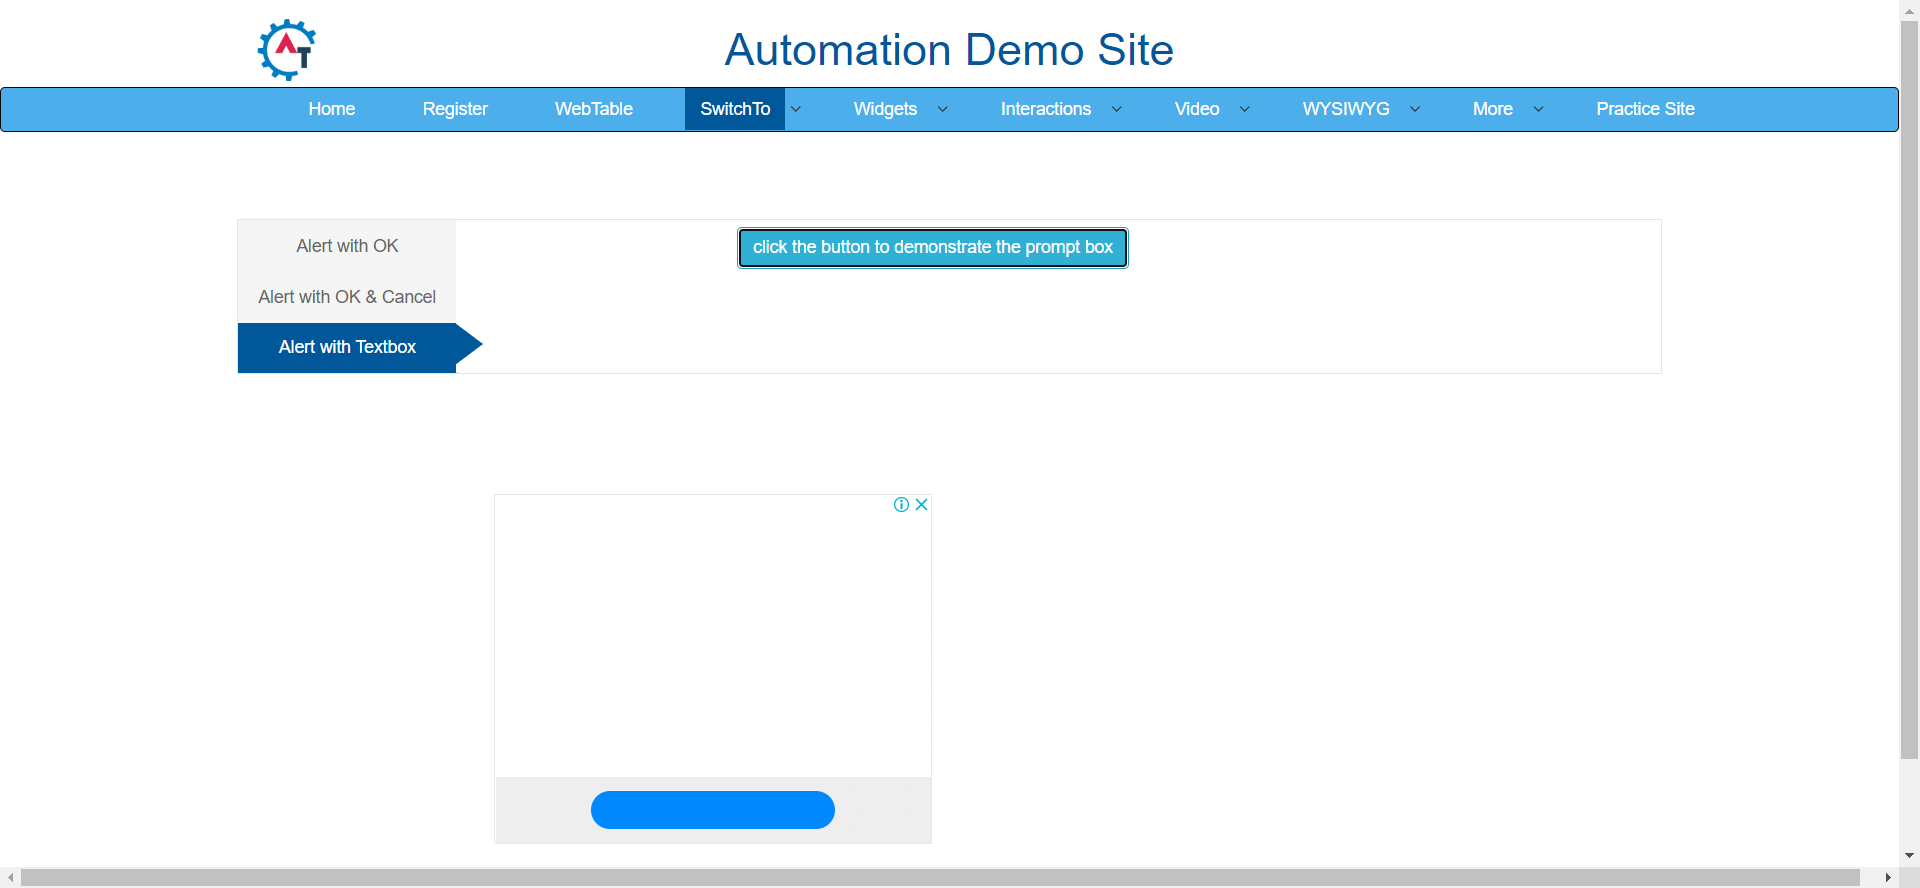 AT
Automation Demo Site
Home Register WebTable SwitchTo Widgets Interactions Video WYSIWYG More Practice Site
Alert with OK
click the button to demonstrate the prompt box
Alert with OK & Cancel
Alert with Textbox